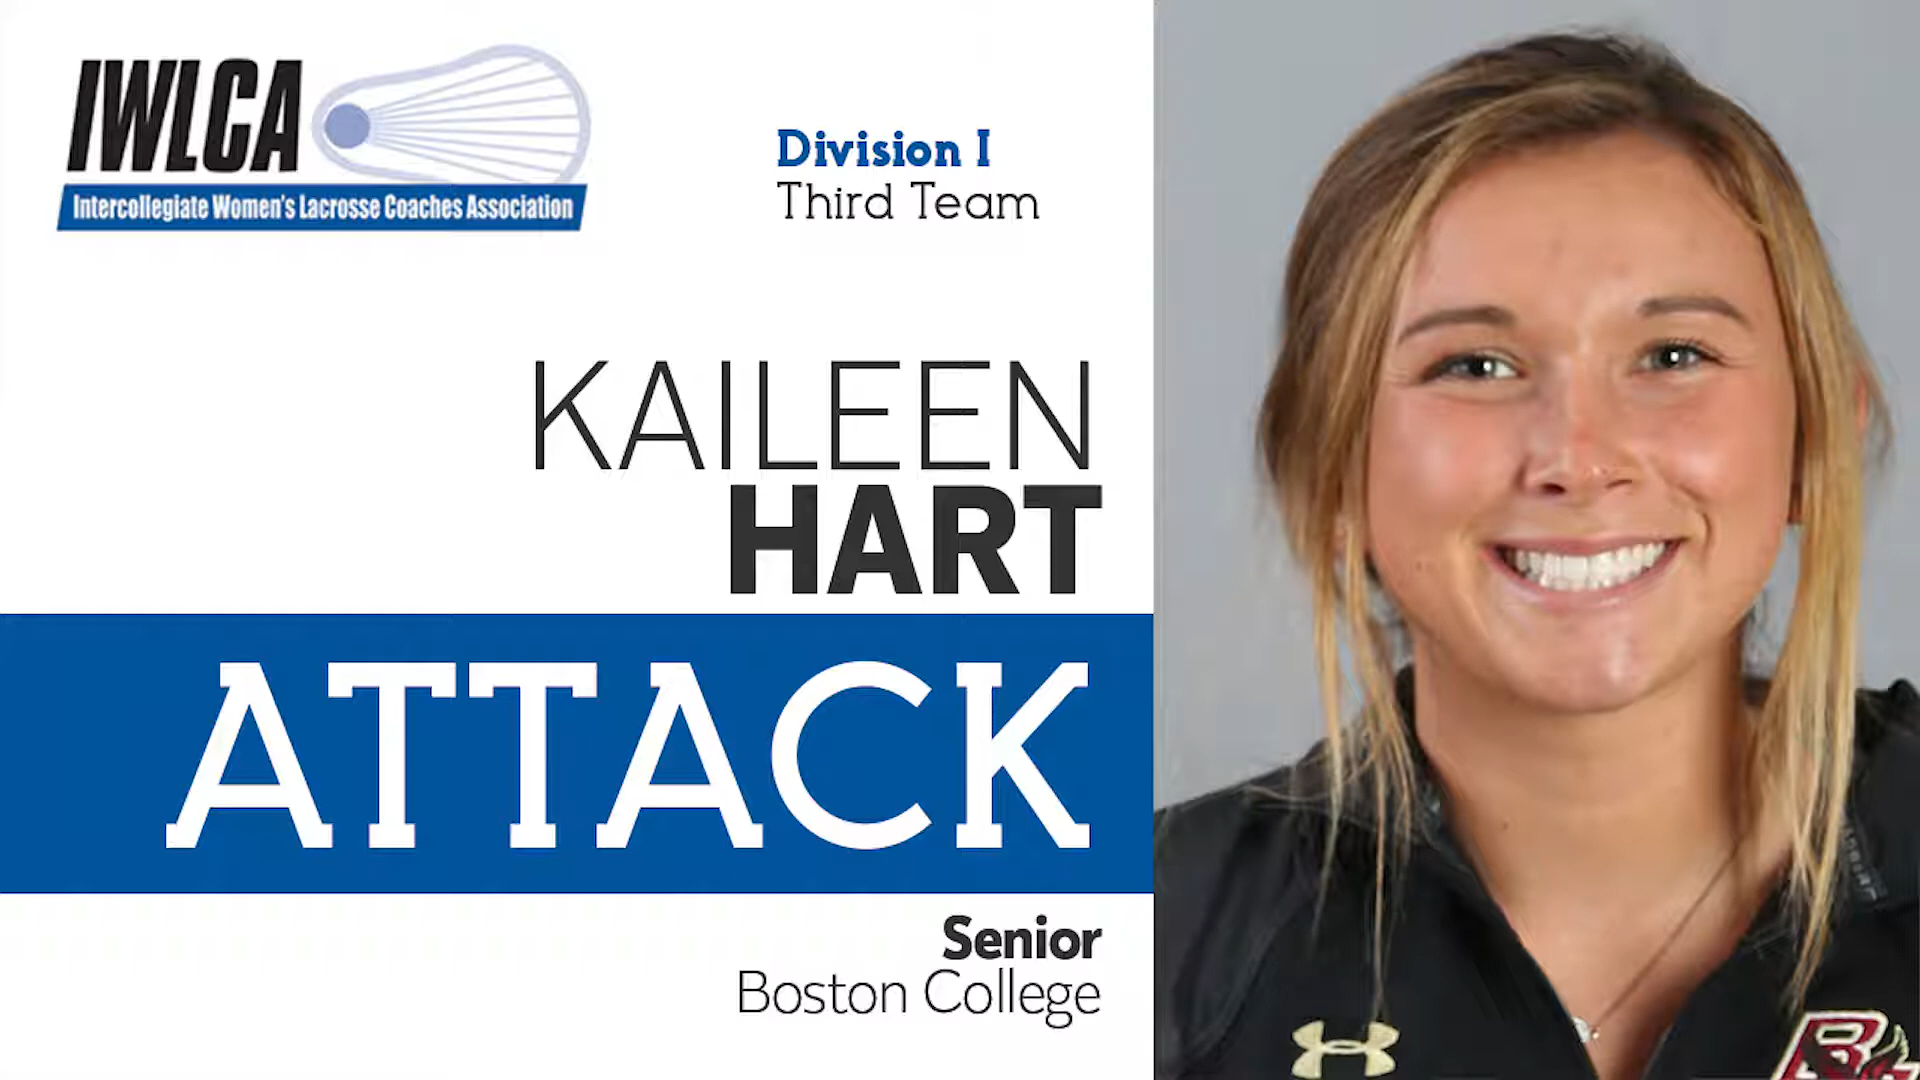 IWLCA
Intercollegiate Women's Lacrosse Coaches Association
Division I
Third Team
KAILEEN
HART
ATTACK
Senior
Boston College